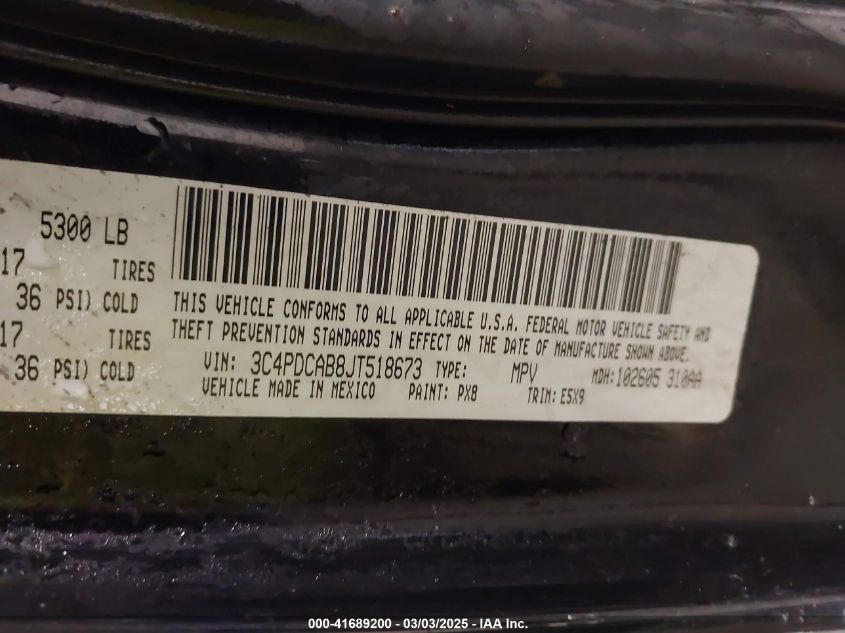 5300 LB
17 TIRES
36 PSI) COLD
17 TIRES
36 PSI) COLD
THIS VEHICLE CONFORMS TO ALL APPLICABLE U.S.A. FEDERAL MOTOR VEHICLE SAFETY AND
THEFT PREVENTION STANDARDS IN EFFECT ON THE DATE OF MANUFACTURE SHOWN ABOVE.
VIN: 3C4PDCAB8JT518673 TYPE: MPV MDH:102605 310AA
VEHICLE MADE IN MEXICO PAINT: PX8 TRIM: E5X9
000-41689200 - 03/03/2025 - IAA Inc.